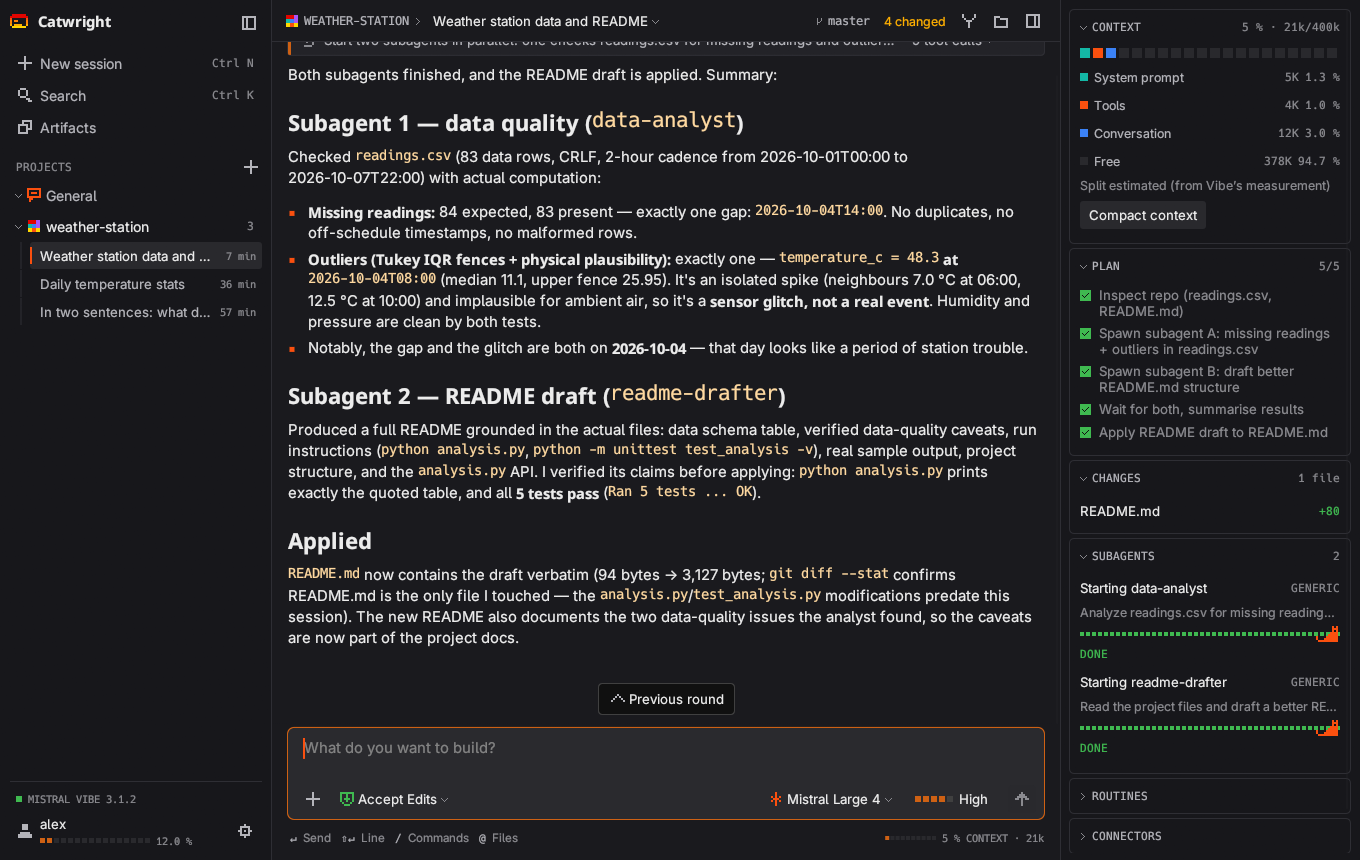 Catwright
New session Ctrl N
Search Ctrl K
Artifacts
PROJECTS
General
weather-station 3
Weather station data and ... 7 min
Daily temperature stats 36 min
In two sentences: what d... 57 min
MISTRAL VIBE 3.1.2
alex
12.0 %
WEATHER-STATION Weather station data and README master 4 changed
Both subagents finished, and the README draft is applied. Summary:
Subagent 1 — data quality (data-analyst)
Checked readings.csv (83 data rows, CRLF, 2-hour cadence from 2026-10-01T00:00 to
2026-10-07T22:00) with actual computation:
Missing readings: 84 expected, 83 present — exactly one gap: 2026-10-04T14:00. No duplicates, no
off-schedule timestamps, no malformed rows.
Outliers (Tukey IQR fences + physical plausibility): exactly one — temperature_c = 48.3 at
2026-10-04T08:00 (median 11.1, upper fence 25.95). It's an isolated spike (neighbours 7.0 °C at 06:00,
12.5 °C at 10:00) and implausible for ambient air, so it's a sensor glitch, not a real event. Humidity and
pressure are clean by both tests.
Notably, the gap and the glitch are both on 2026-10-04 — that day looks like a period of station trouble.
Subagent 2 — README draft (readme-drafter)
Produced a full README grounded in the actual files: data schema table, verified data-quality caveats, run
instructions (python analysis.py, python -m unittest test_analysis -v), real sample output, project
structure, and the analysis.py API. I verified its claims before applying: python analysis.py prints
exactly the quoted table, and all 5 tests pass (Ran 5 tests ... OK).
Applied
README.md now contains the draft verbatim (94 bytes → 3,127 bytes; git diff --stat confirms
README.md is the only file I touched — the analysis.py/test_analysis.py modifications predate this
session). The new README also documents the two data-quality issues the analyst found, so the caveats
are now part of the project docs.
Previous round
What do you want to build?
Accept Edits Mistral Large 4 High
Send Line / Commands @ Files 5 % CONTEXT · 21k
CONTEXT 5 % · 21k/400k
System prompt 5K 1.3 %
Tools 4K 1.0 %
Conversation 12K 3.0 %
Free 378K 94.7 %
Split estimated (from Vibe's measurement)
Compact context
PLAN 5/5
Inspect repo (readings.csv,
README.md)
Spawn subagent A: missing readings
+ outliers in readings.csv
Spawn subagent B: draft better
README.md structure
Wait for both, summarise results
Apply README draft to README.md
CHANGES 1 file
README.md +80
SUBAGENTS 2
Starting data-analyst GENERIC
Analyze readings.csv for missing reading...
DONE
Starting readme-drafter GENERIC
Read the project files and draft a better RE...
DONE
ROUTINES
CONNECTORS